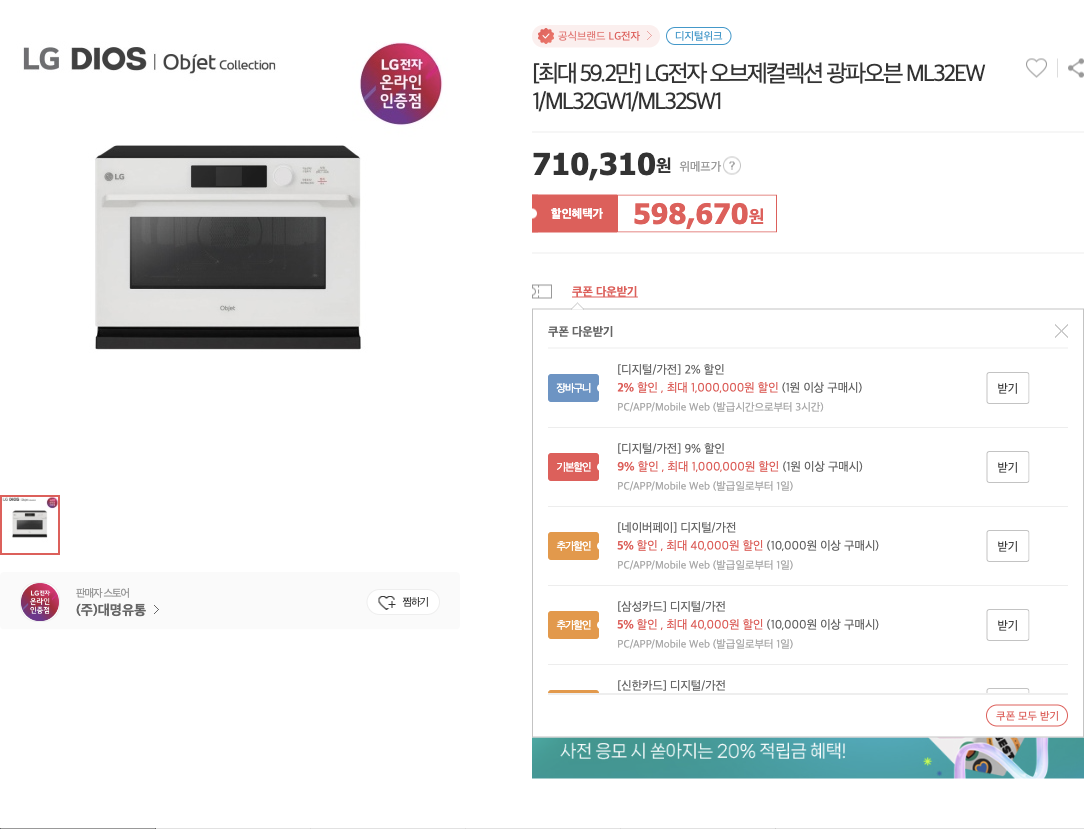 LG DIOS | Objet Collection
LG전자
온라인
인증점
LG
Objet
LG전자
온라인
인증점
판매자 스토어
(주)대명유통
찜하기
공식브랜드 LG전자
디지털위크
[최대 59.2만] LG전자 오브제컬렉션 광파오븐 ML32EW
1/ML32GW1/ML32SW1
710,310원 위메프가 ?
할인혜택가 598,670원
쿠폰 다운받기
쿠폰 다운받기
[디지털/가전] 2% 할인
장바구니 2% 할인 , 최대 1,000,000원 할인 (1원 이상 구매시) 받기
PC/APP/Mobile Web (발급시간으로부터 3시간)
[디지털/가전] 9% 할인
기본할인 9% 할인 , 최대 1,000,000원 할인 (1원 이상 구매시) 받기
PC/APP/Mobile Web (발급일로부터 1일)
[네이버페이] 디지털/가전
추가할인 5% 할인 , 최대 40,000원 할인 (10,000원 이상 구매시) 받기
PC/APP/Mobile Web (발급일로부터 1일)
[삼성카드] 디지털/가전
추가할인 5% 할인 , 최대 40,000원 할인 (10,000원 이상 구매시) 받기
PC/APP/Mobile Web (발급일로부터 1일)
[신한카드] 디지털/가전
쿠폰 모두 받기
사전 응모 시 쏟아지는 20% 적립금 혜택!